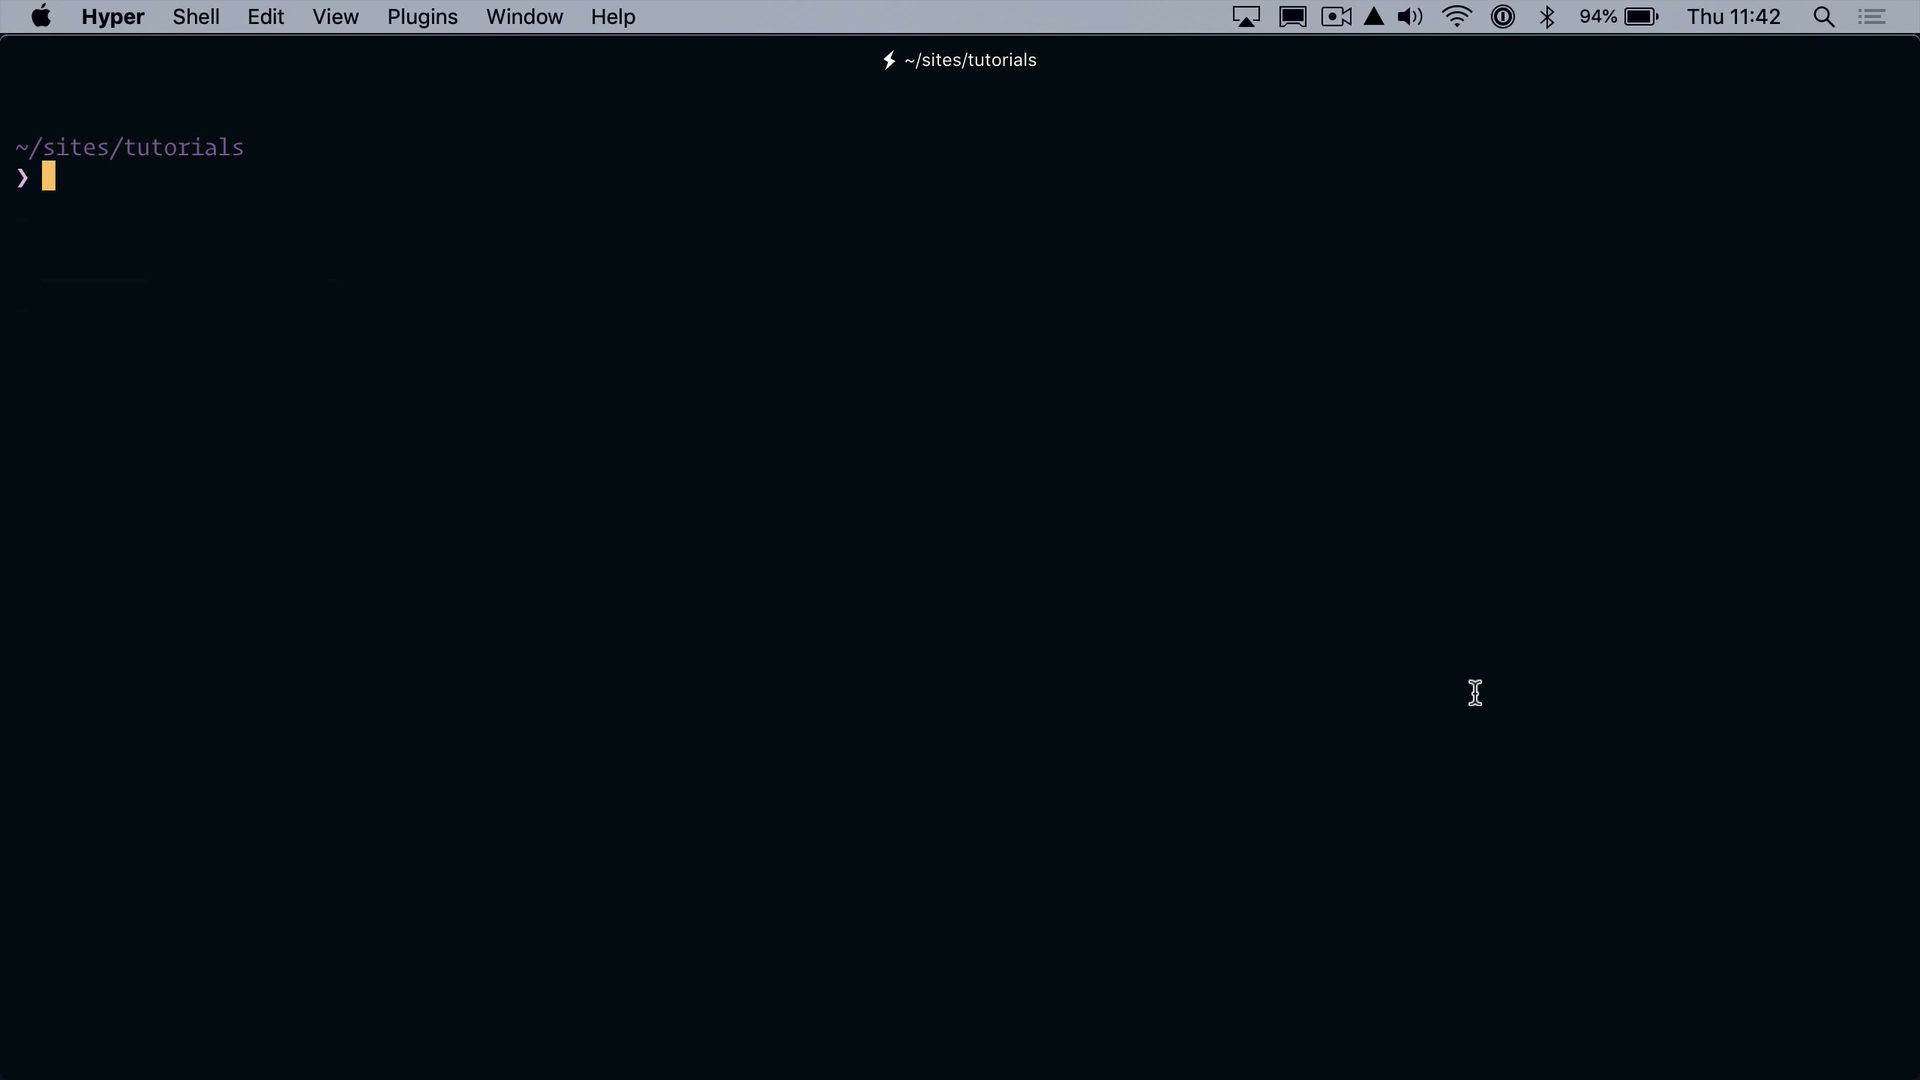 Hyper Shell Edit View Plugins Window Help 94% Thu 11:42
~/sites/tutorials
~/sites/tutorials
❯